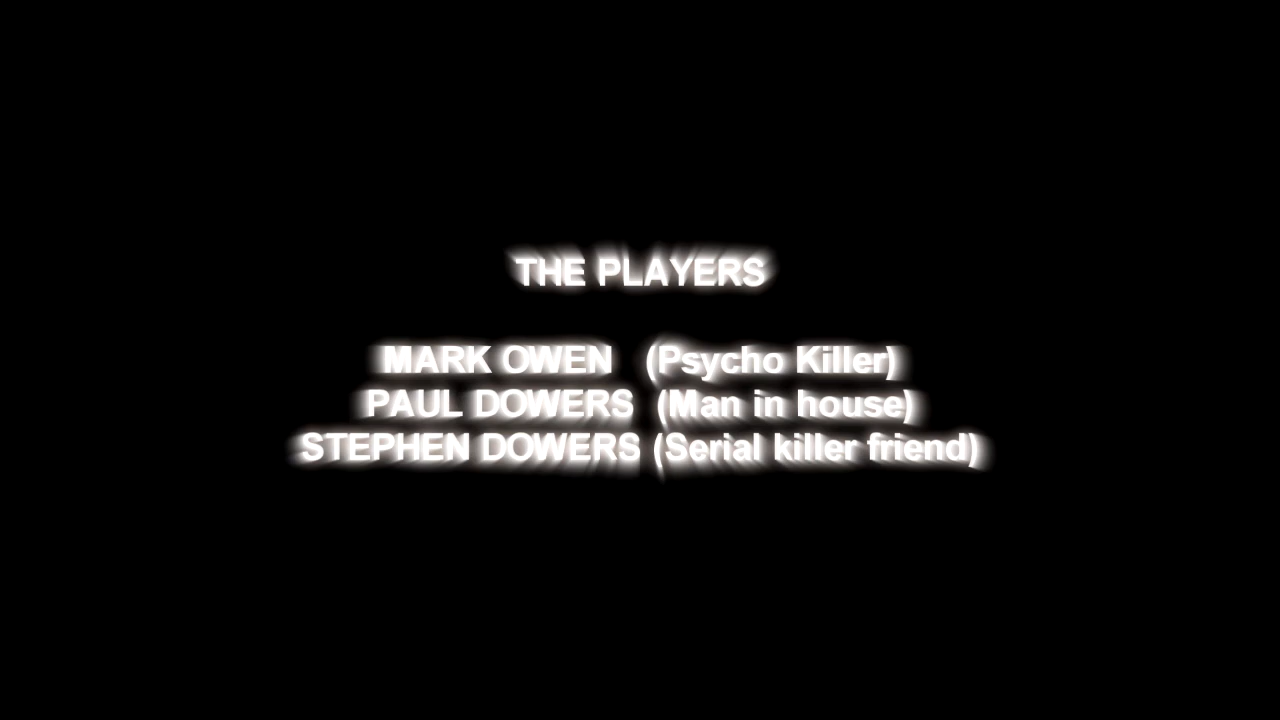 THE PLAYERS
MARK OWEN (Psycho Killer)
PAUL DOWERS (Man in house)
STEPHEN DOWERS (Serial killer friend)